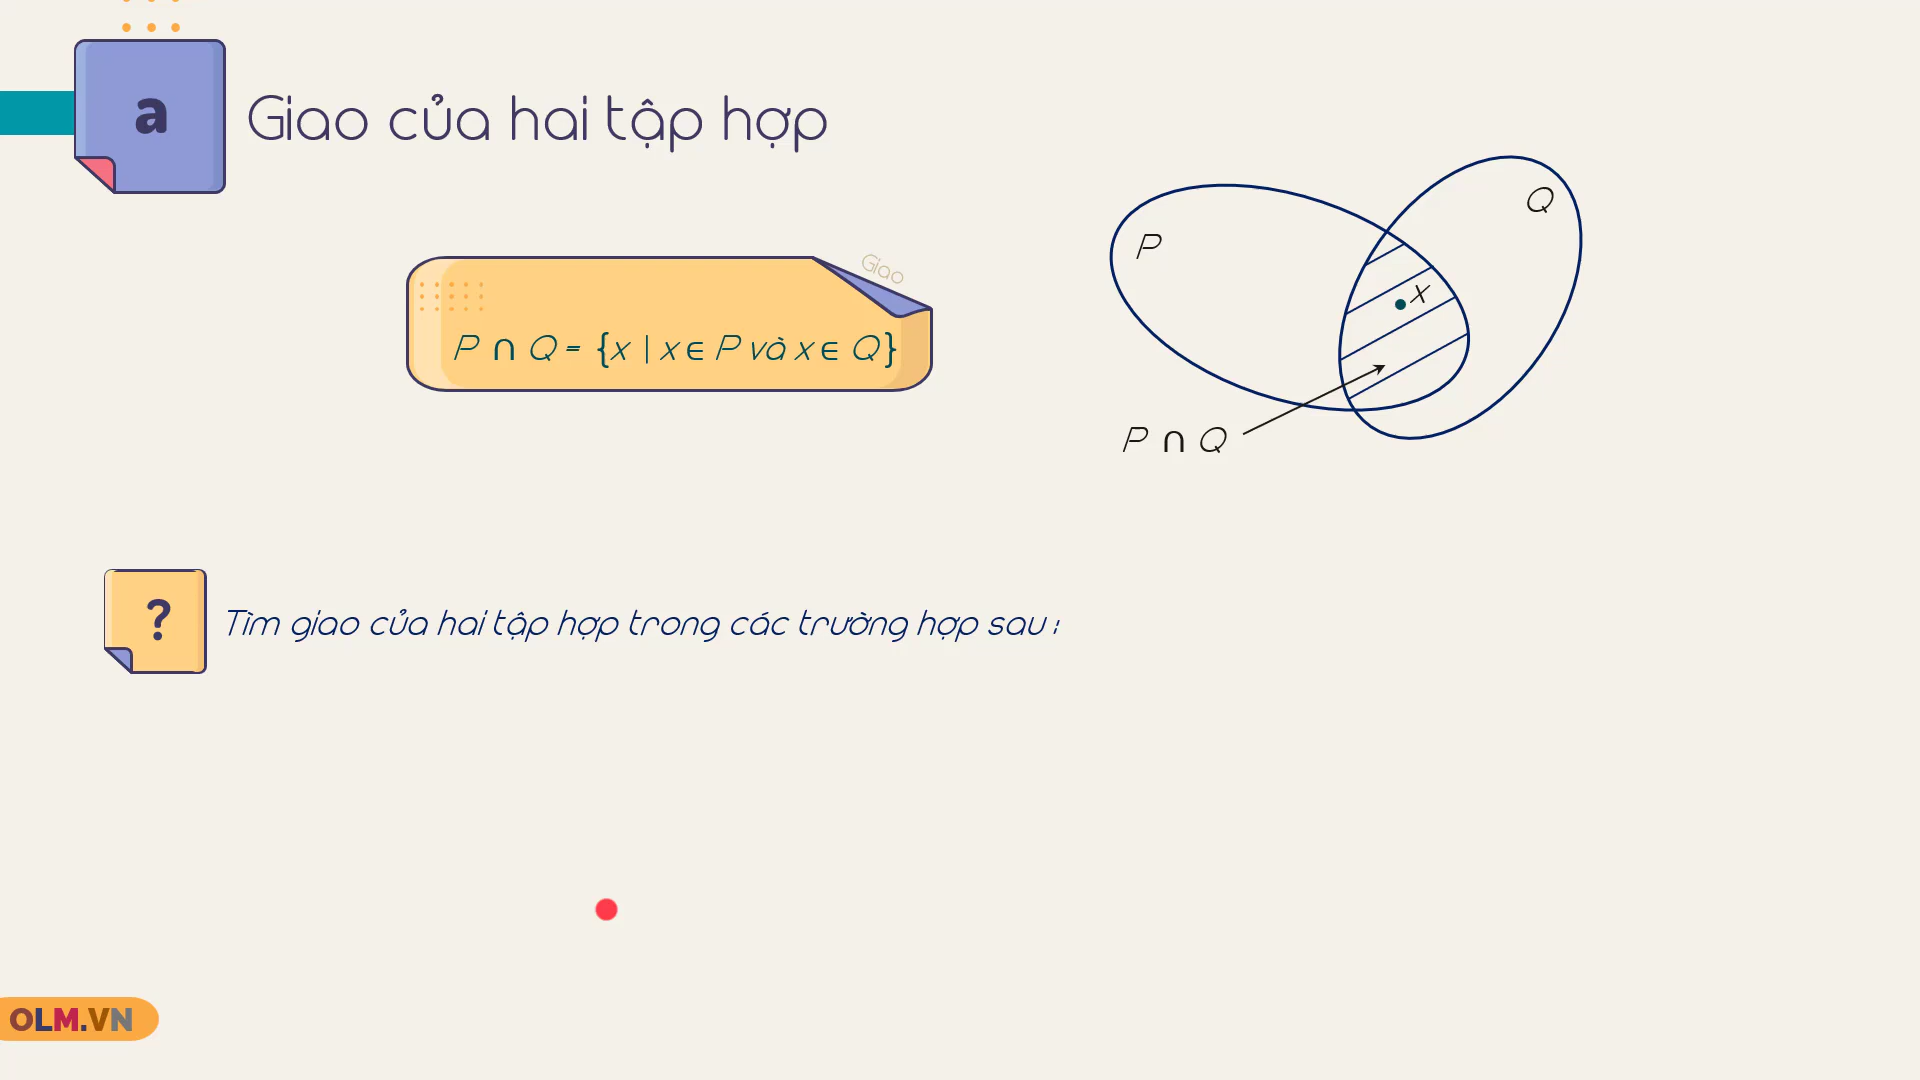 a
Giao của hai tập hợp
Giao
P ∩ Q = {x | x ∈ P và x ∈ Q}
P
Q
x
P ∩ Q
?
Tìm giao của hai tập hợp trong các trường hợp sau :
OLM.VN